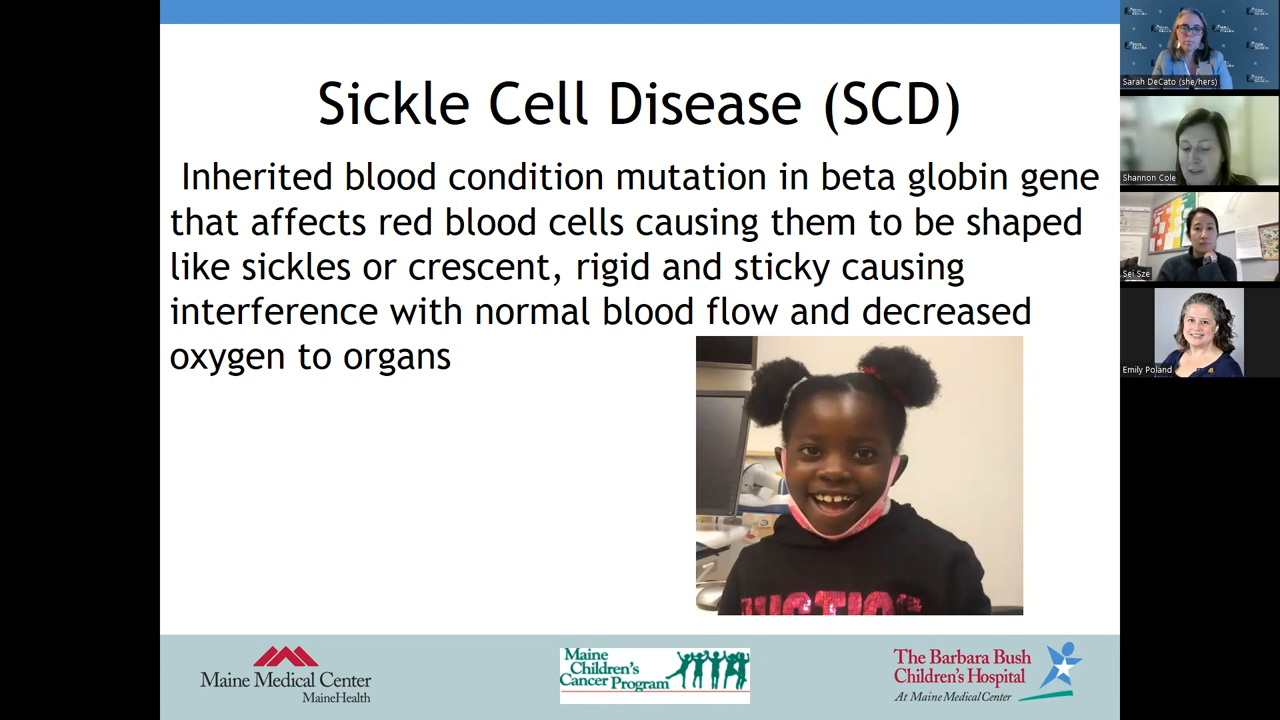 Sickle Cell Disease (SCD)
Inherited blood condition mutation in beta globin gene
that affects red blood cells causing them to be shaped
like sickles or crescent, rigid and sticky causing
interference with normal blood flow and decreased
oxygen to organs
Maine Medical Center
MaineHealth
Maine
Children's
Cancer Program
The Barbara Bush
Children's Hospital
At Maine Medical Center
Sarah DeCato (she/hers)
Shannon Cole
Sei Sze
Emily Poland